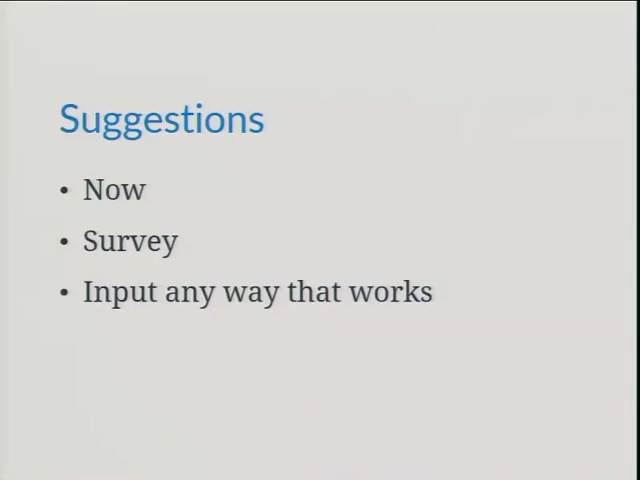 Suggestions
• Now
• Survey
• Input any way that works